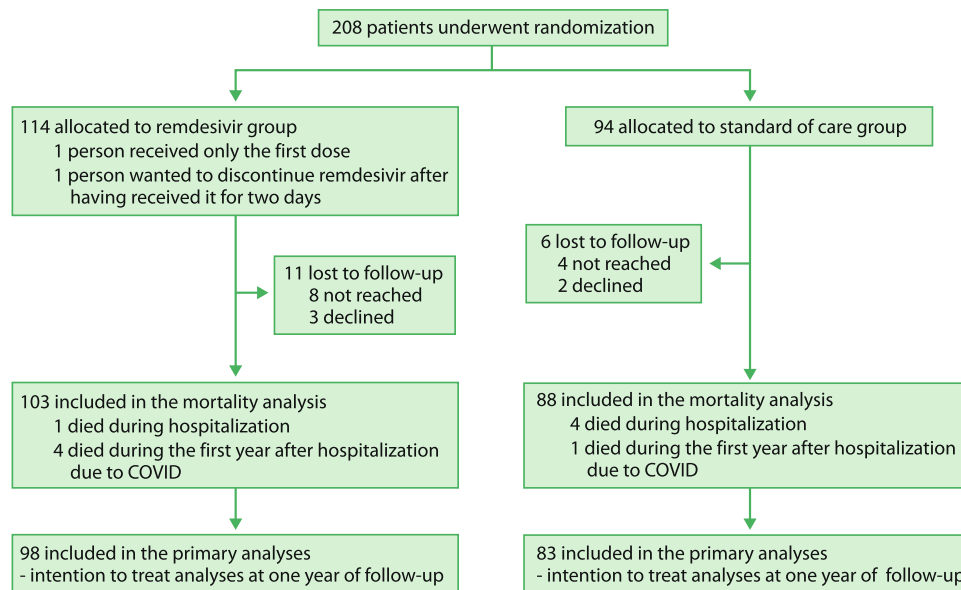 208 patients underwent randomization
114 allocated to remdesivir group
1 person received only the first dose
1 person wanted to discontinue remdesivir after
having received it for two days
94 allocated to standard of care group
11 lost to follow-up
8 not reached
3 declined
6 lost to follow-up
4 not reached
2 declined
103 included in the mortality analysis
1 died during hospitalization
4 died during the first year after hospitalization
due to COVID
88 included in the mortality analysis
4 died during hospitalization
1 died during the first year after hospitalization
due to COVID
98 included in the primary analyses
- intention to treat analyses at one year of follow-up
83 included in the primary analyses
- intention to treat analyses at one year of follow-up